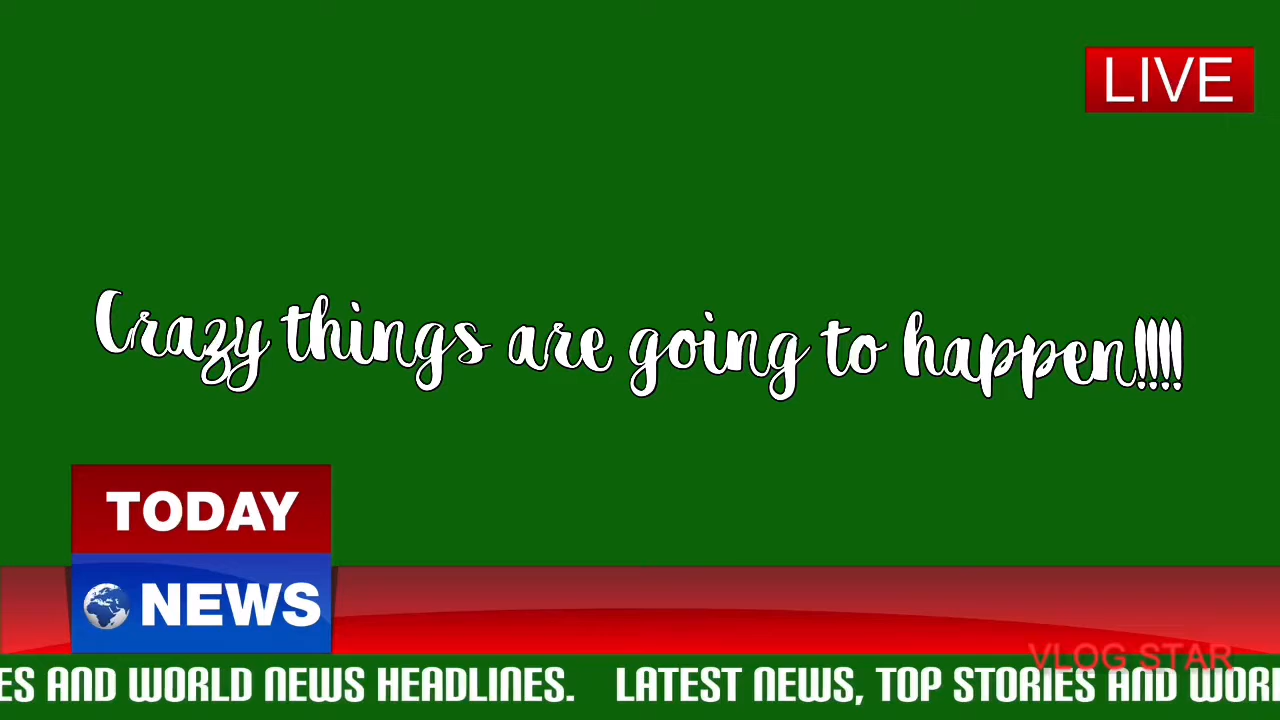 LIVE
Crazy things are going to happen!!!!
TODAY
NEWS
VLOG STAR
ES AND WORLD NEWS HEADLINES. LATEST NEWS, TOP STORIES AND WORL